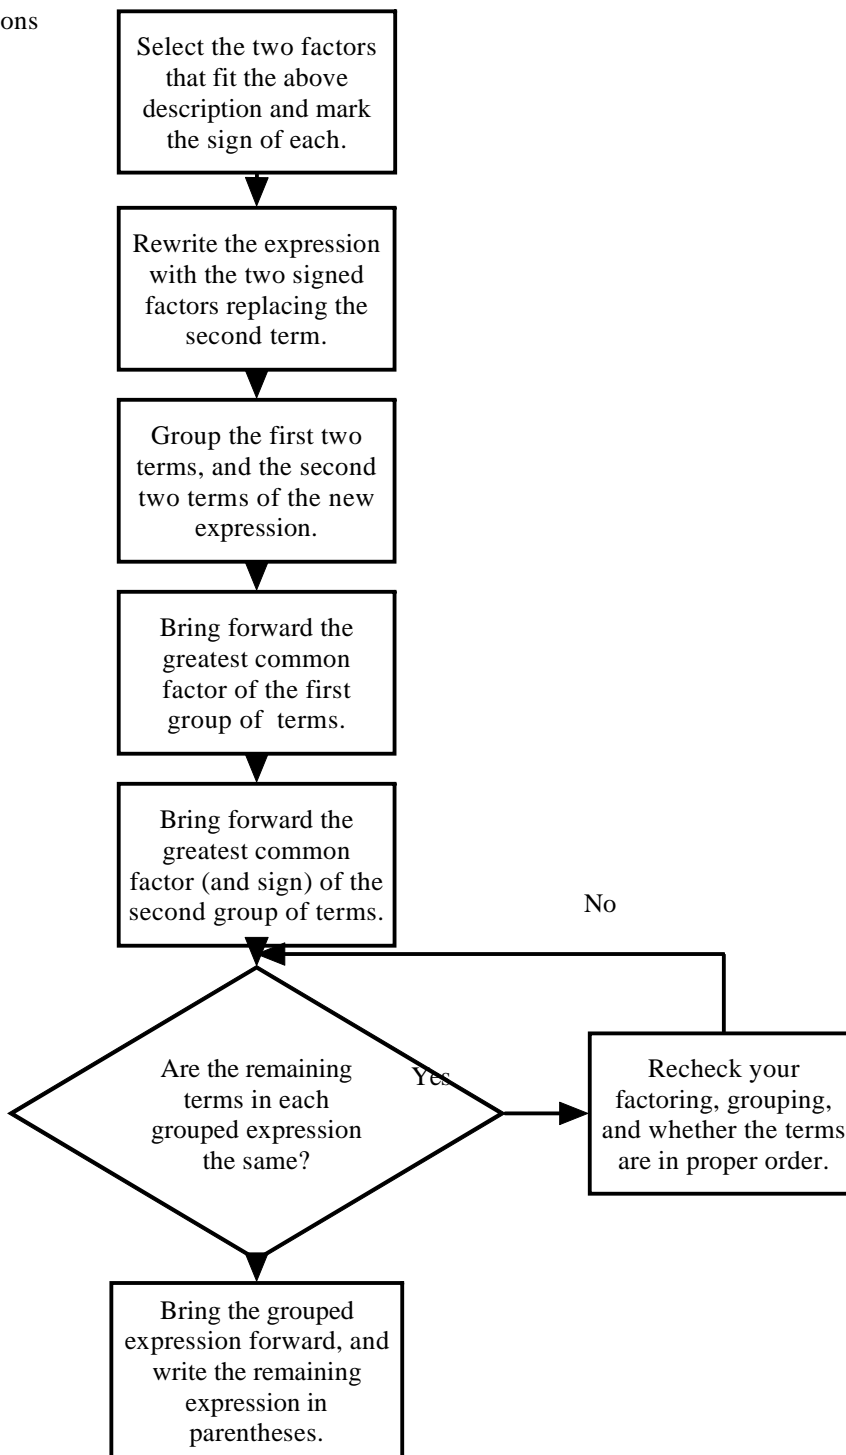 ons
Select the two factors
that fit the above
description and mark
the sign of each.
Rewrite the expression
with the two signed
factors replacing the
second term.
Group the first two
terms, and the second
two terms of the new
expression.
Bring forward the
greatest common
factor of the first
group of terms.
Bring forward the
greatest common
factor (and sign) of the
second group of terms.
No
Are the remaining
terms in each
grouped expression
the same?
Yes
Recheck your
factoring, grouping,
and whether the terms
are in proper order.
Bring the grouped
expression forward, and
write the remaining
expression in
parentheses.